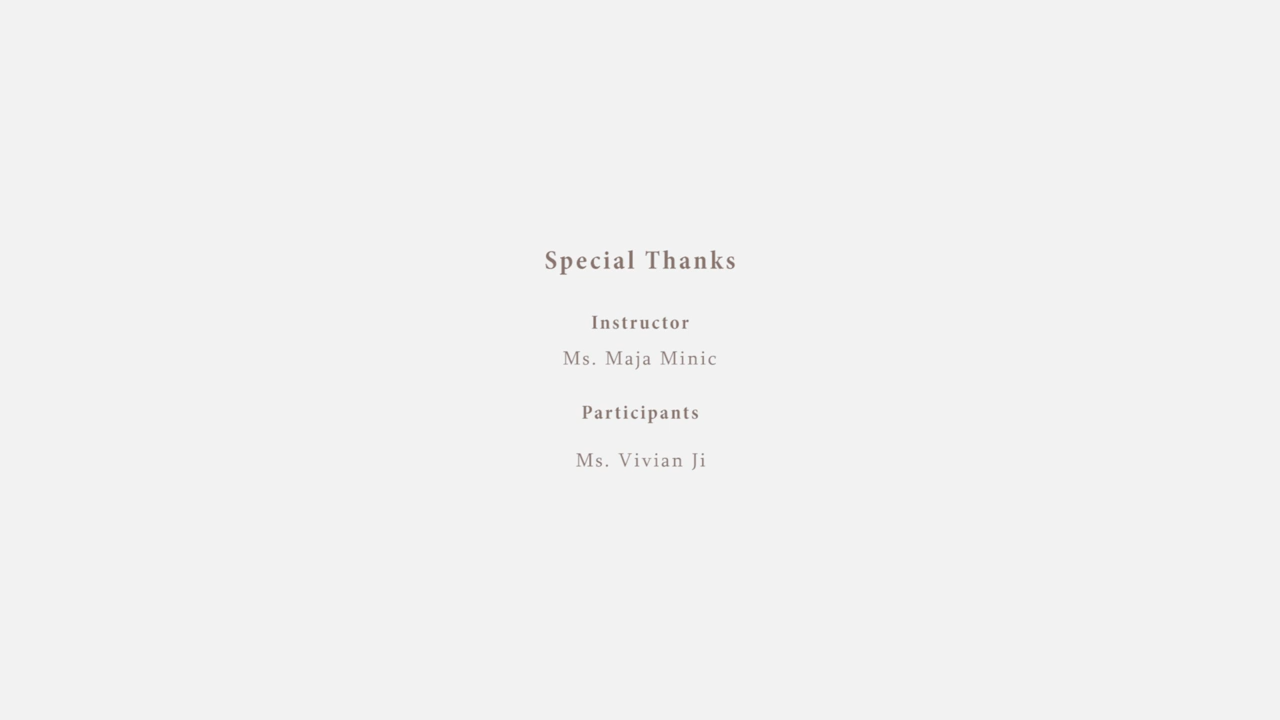 Special Thanks
Instructor
Ms. Maja Minic
Participants
Ms. Vivian Ji